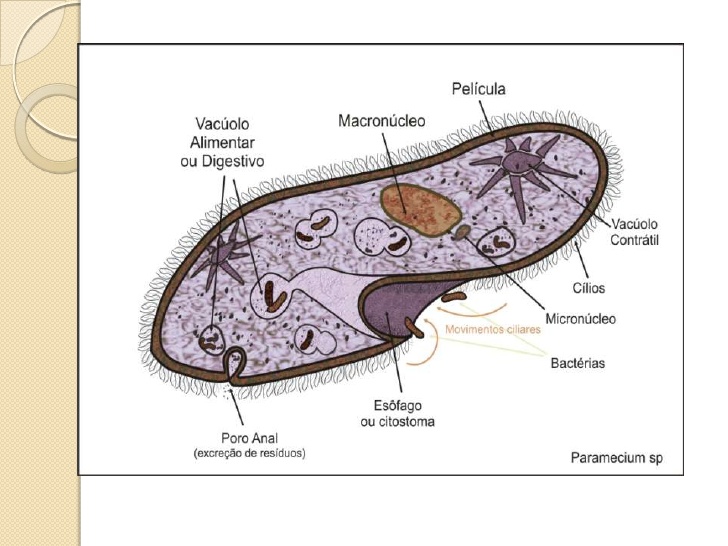 Película
Macronúcleo
Vacúolo
Alimentar
ou Digestivo
Vacúolo
Contrátil
Cílios
Micronúcleo
Movimentos ciliares
Bactérias
Esôfago
ou citostoma
Poro Anal
(excreção de resíduos)
Paramecium sp